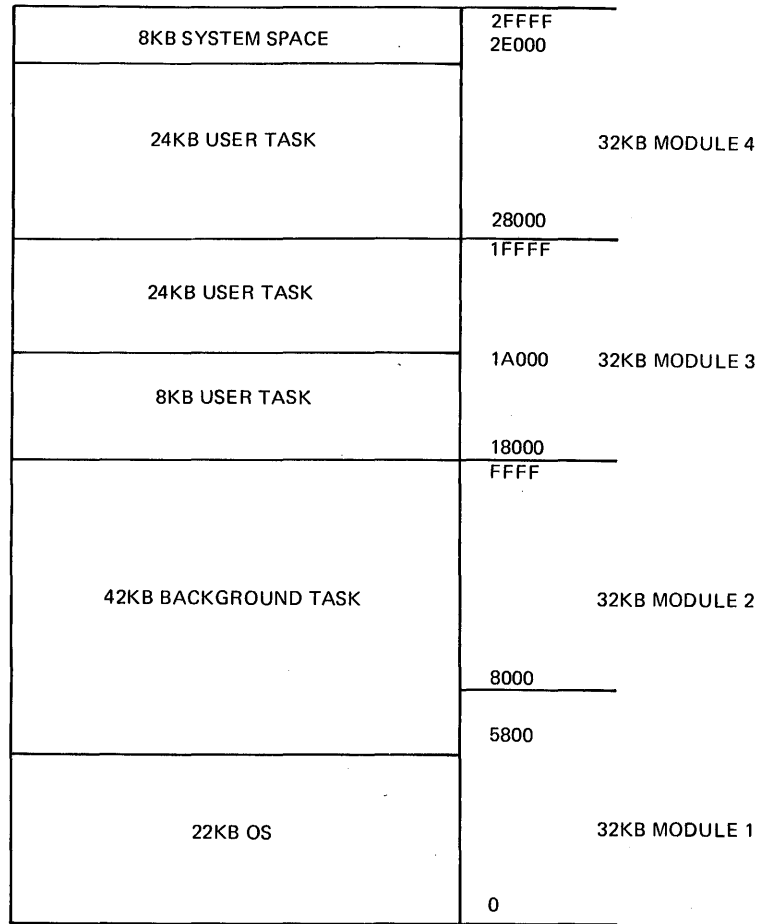 2FFFF
8KB SYSTEM SPACE
2E000
24KB USER TASK
32KB MODULE 4
28000
1FFFF
24KB USER TASK
1A000
32KB MODULE 3
8KB USER TASK
18000
FFFF
42KB BACKGROUND TASK
32KB MODULE 2
8000
5800
22KB OS
32KB MODULE 1
0